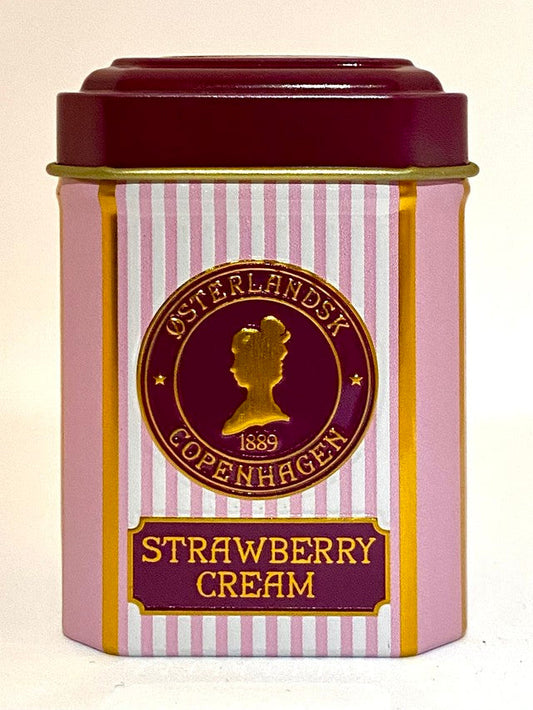 ØSTERLANDSK
1889
COPENHAGEN
STRAWBERRY
CREAM